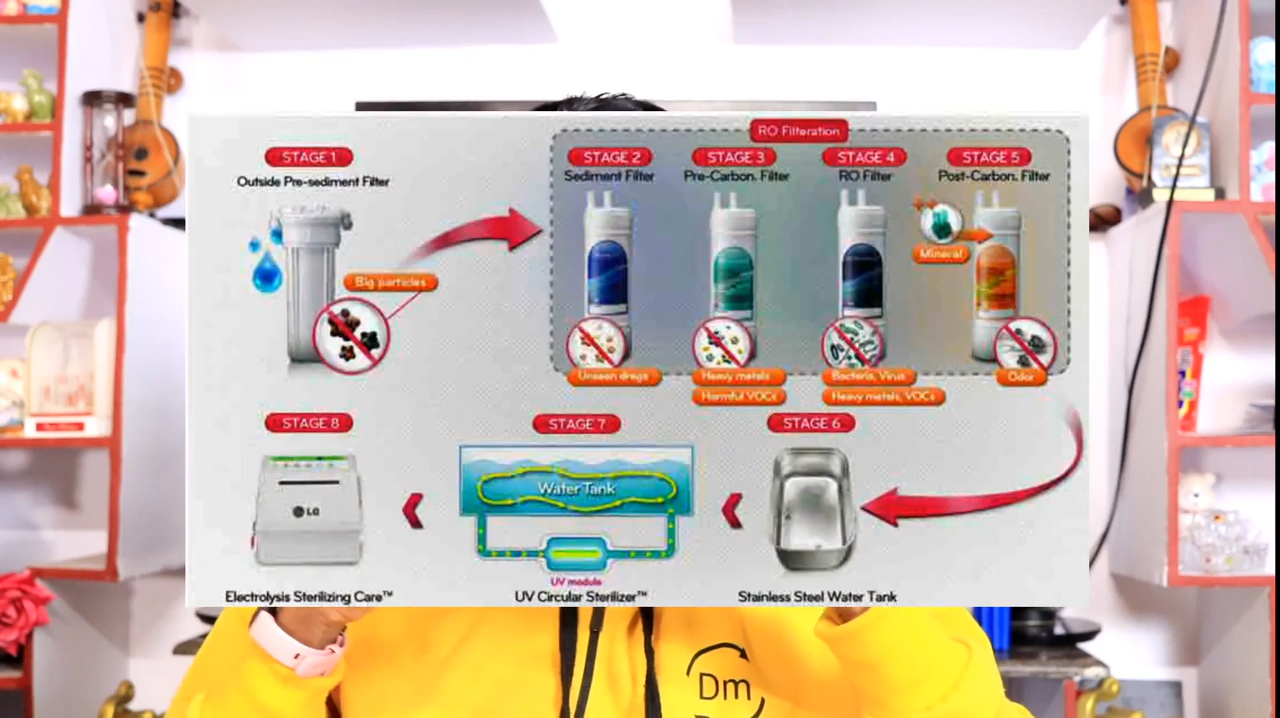 RO Filteration
STAGE 1
Outside Pre-sediment Filter
STAGE 2
Sediment Filter
STAGE 3
Pre-Carbon. Filter
STAGE 4
RO Filter
STAGE 5
Post-Carbon. Filter
Mineral
Big particles
Unseen dregs
Heavy metals
Harmful VOCs
Bacteria, Virus
Heavy metals, VOCs
Odor
STAGE 8
STAGE 7
STAGE 6
Water Tank
LG
UV module
Electrolysis Sterilizing Care™
UV Circular Sterilizer™
Stainless Steel Water Tank
Dm